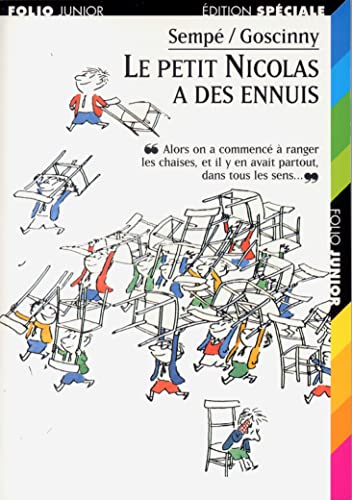 FOLIO JUNIOR
ÉDITION SPÉCIALE
Sempé / Goscinny
LE PETIT NICOLAS
A DES ENNUIS
❝ Alors on a commencé à ranger
les chaises, et il y en avait partout,
dans tous les sens... ❞
FOLIO JUNIOR